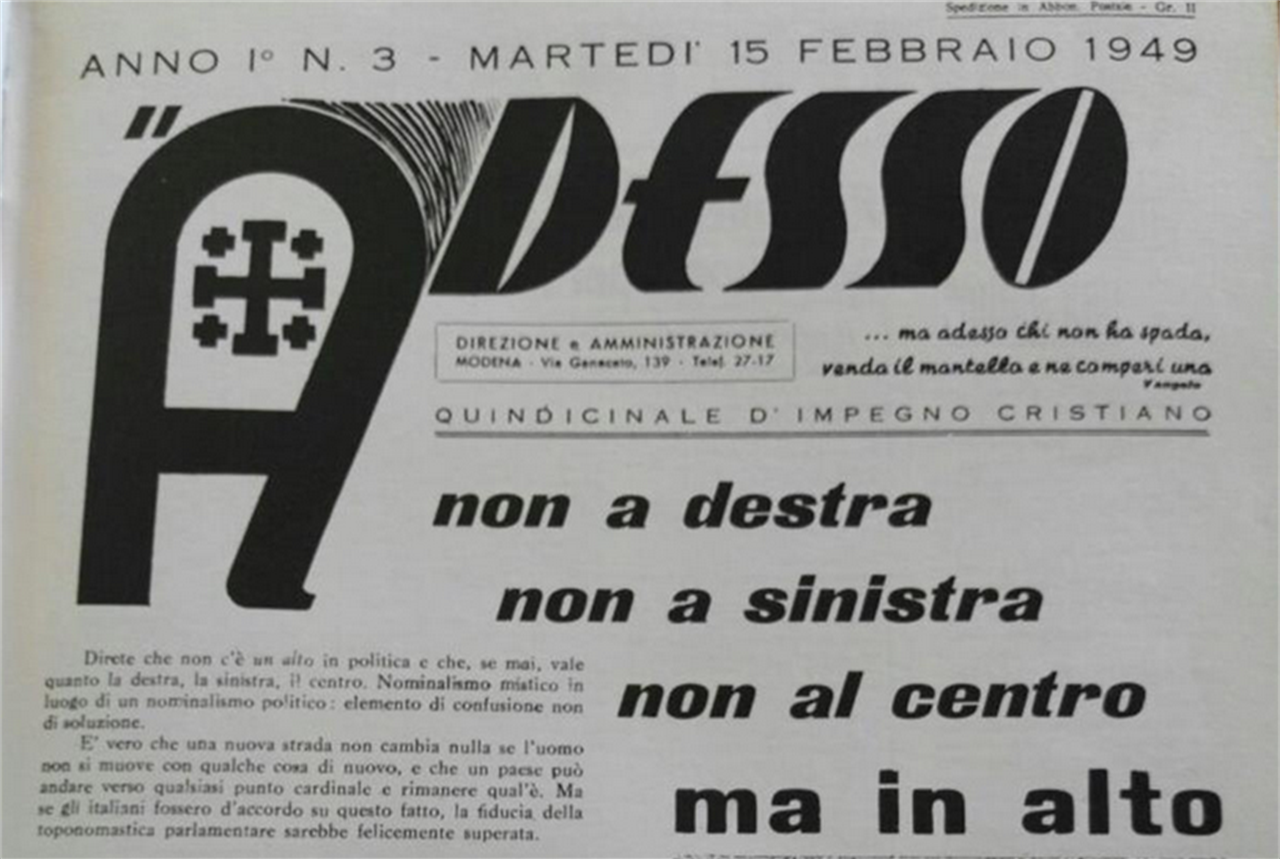 Spedizione in Abbon. Postale - Gr. II
ANNO I° N. 3 - MARTEDI' 15 FEBBRAIO 1949
"ADESSO
DIREZIONE e AMMINISTRAZIONE
MODENA - Via Ganaceto, 139 - Telef. 27-17
... ma adesso chi non ha spada,
venda il mantello e ne comperi una
Vangelo
QUINDICINALE D'IMPEGNO CRISTIANO
non a destra
non a sinistra
non al centro
ma in alto
Direte che non c'è un alto in politica e che, se mai, vale
quanto la destra, la sinistra, il centro. Nominalismo mistico in
luogo di un nominalismo politico: elemento di confusione non
di soluzione.
E' vero che una nuova strada non cambia nulla se l'uomo
non si muove con qualche cosa di nuovo, e che un paese può
andare verso qualsiasi punto cardinale e rimanere qual'è. Ma
se gli italiani fossero d'accordo su questo fatto, la fiducia della
toponomastica parlamentare sarebbe felicemente superata.